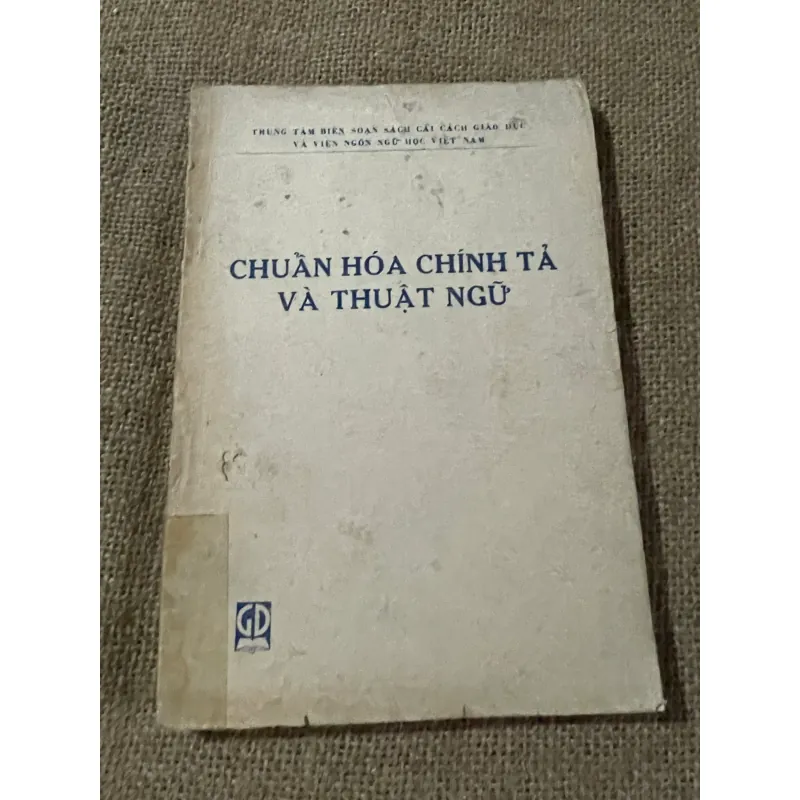 TRUNG TÂM BIÊN SOẠN SÁCH CẢI CÁCH GIÁO DỤC
VÀ VIỆN NGÔN NGỮ HỌC VIỆT NAM
CHUẨN HÓA CHÍNH TẢ
VÀ THUẬT NGỮ
GD